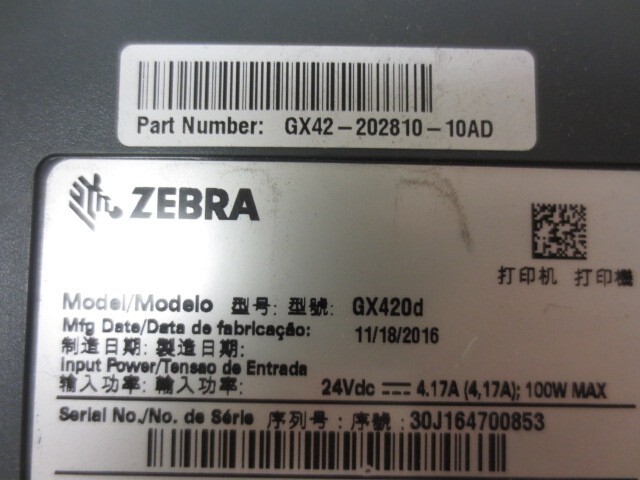 Part Number: GX42-202810-10AD
ZEBRA
打印机 打印機
Model/Modelo 型号: 型號: GX420d
Mfg Date/Data de fabricação: 11/18/2016
制造日期: 製造日期:
Input Power/Tensao de Entrada
输入功率: 輸入功率: 24Vdc ⎓ 4.17A (4,17A); 100W MAX
Serial No./No. de Série 序列号: 序號: 30J164700853